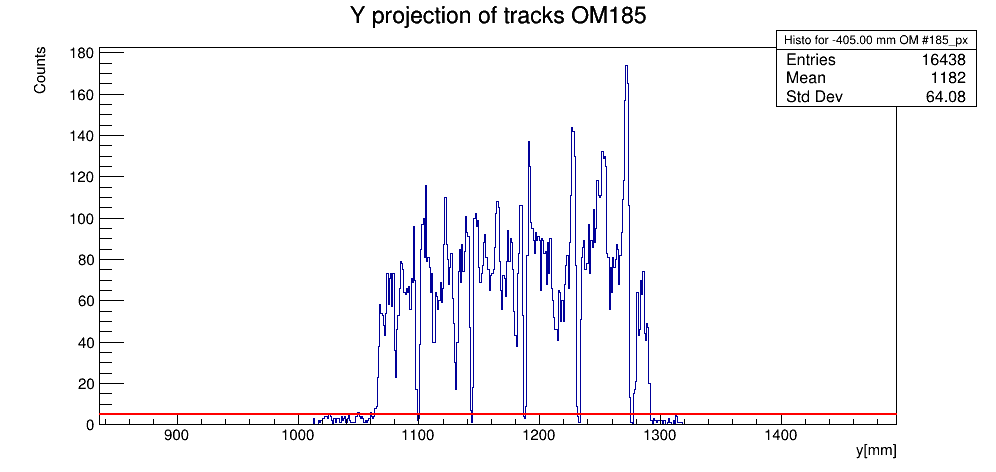 Y projection of tracks OM185
Histo for -405.00 mm OM #185_px
Entries 16438
Mean 1182
Std Dev 64.08
Counts
180
160
140
120
100
80
60
40
20
0
900 1000 1100 1200 1300 1400
y[mm]